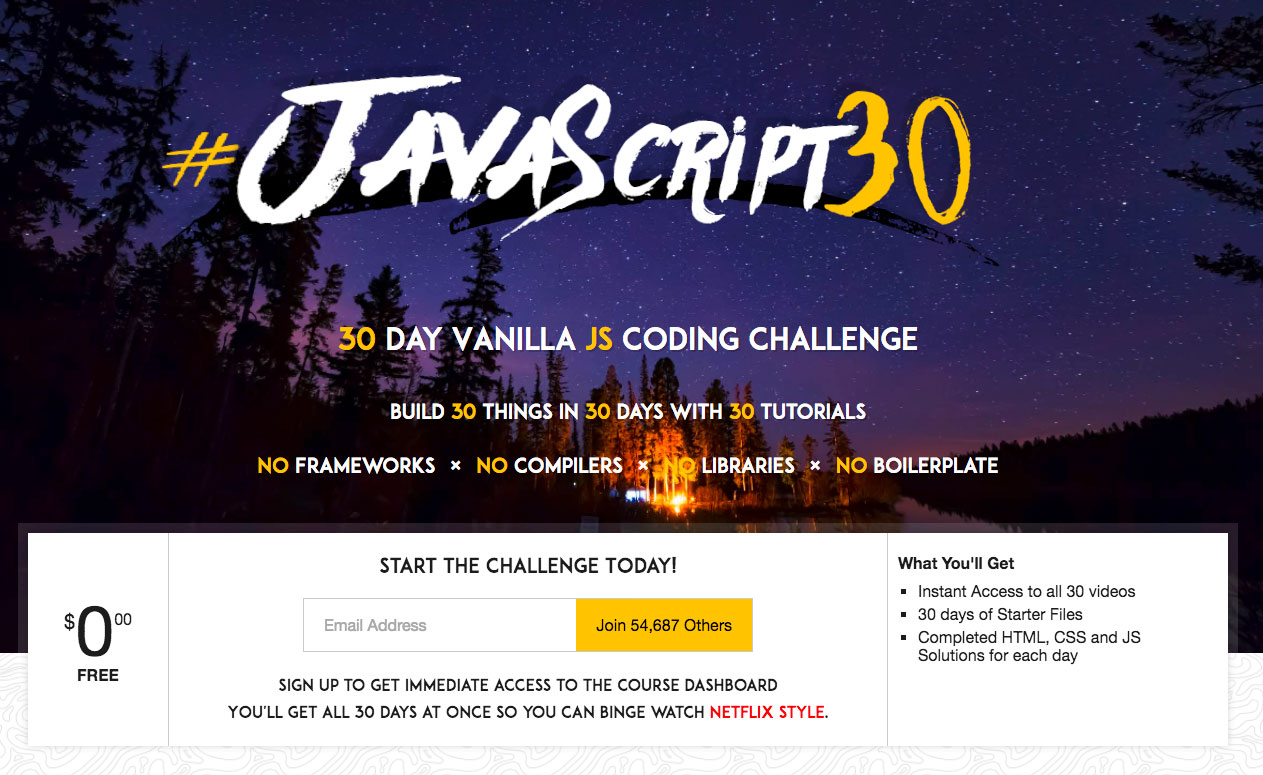 #JavaScript30
30 DAY VANILLA JS CODING CHALLENGE
BUILD 30 THINGS IN 30 DAYS WITH 30 TUTORIALS
NO FRAMEWORKS × NO COMPILERS × NO LIBRARIES × NO BOILERPLATE
$0.00
FREE
START THE CHALLENGE TODAY!
Email Address
Join 54,687 Others
SIGN UP TO GET IMMEDIATE ACCESS TO THE COURSE DASHBOARD
YOU'LL GET ALL 30 DAYS AT ONCE SO YOU CAN BINGE WATCH NETFLIX STYLE.
What You'll Get
▪ Instant Access to all 30 videos
▪ 30 days of Starter Files
▪ Completed HTML, CSS and JS
Solutions for each day